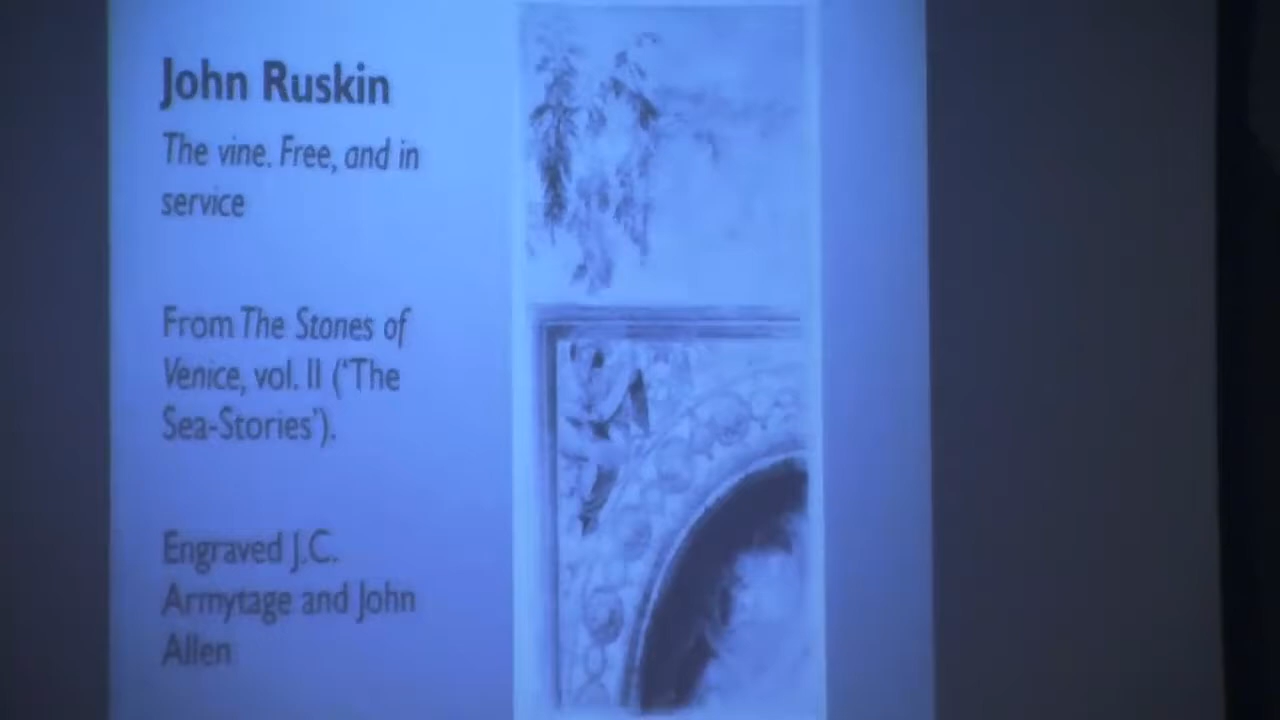 John Ruskin
The vine. Free, and in
service
From The Stones of
Venice, vol. II (‘The
Sea-Stories’).
Engraved J.C.
Armytage and John
Allen